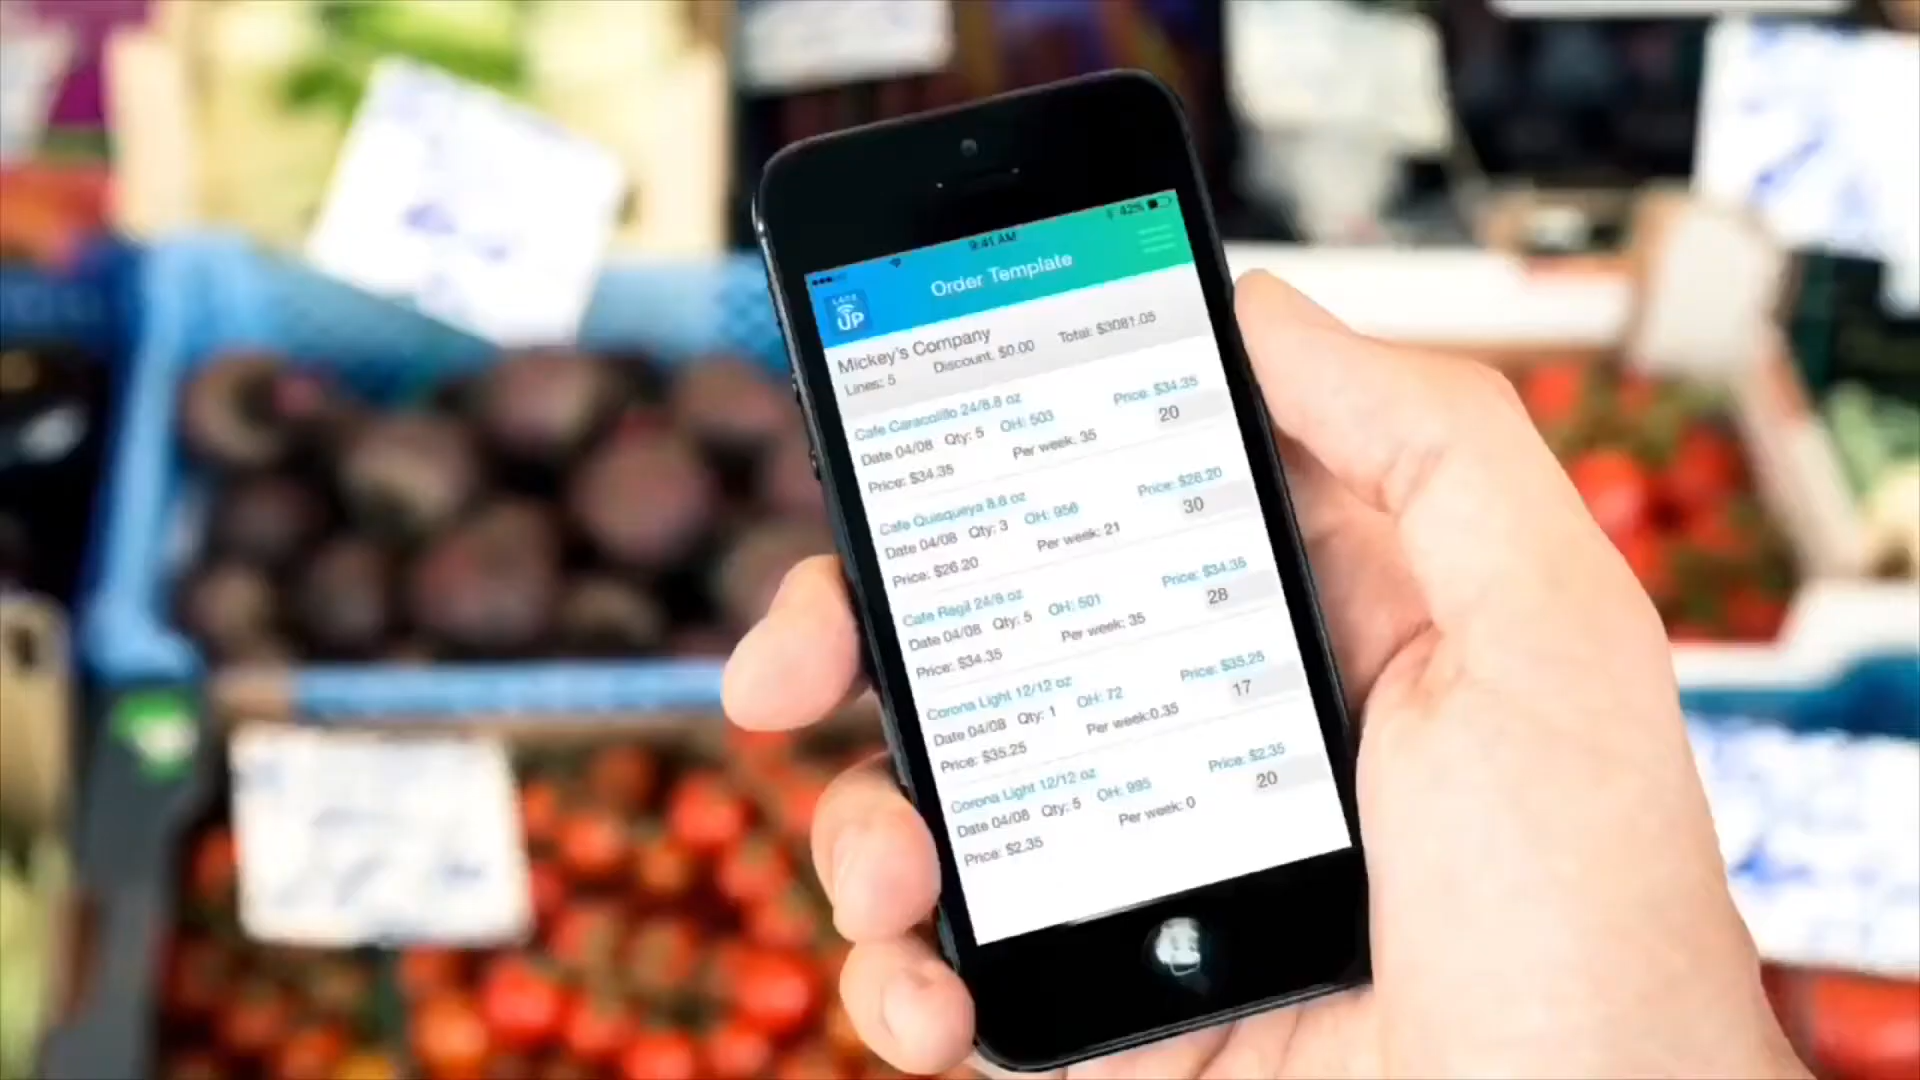 42%
9:41 AM
Order Template
UP
Mickey's Company
Lines: 5 Discount: $0.00 Total: $3081.05
Cafe Caracolillo 24/8.8 oz Price: $34.35
Date 04/08 Qty: 5 OH: 503 20
Price: $34.35 Per week: 35
Cafe Quisqueya 8.8 oz Price: $26.20
Date 04/08 Qty: 3 OH: 956 30
Price: $26.20 Per week: 21
Cafe Regil 24/8 oz Price: $34.35
Date 04/08 Qty: 5 OH: 501 28
Price: $34.35 Per week: 35
Corona Light 12/12 oz Price: $35.25
Date 04/08 Qty: 1 OH: 72 17
Price: $35.25 Per week:0.35
Corona Light 12/12 oz Price: $2.35
Date 04/08 Qty: 5 OH: 995 20
Price: $2.35 Per week: 0